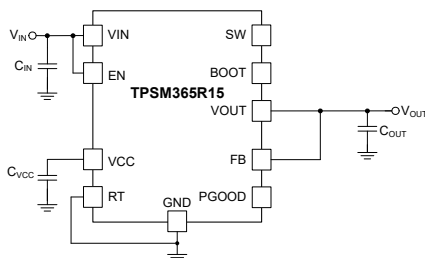 VIN
VIN
SW
CIN
EN
BOOT
TPSM365R15
VOUT
VOUT
COUT
VCC
FB
CVCC
RT
GND
PGOOD